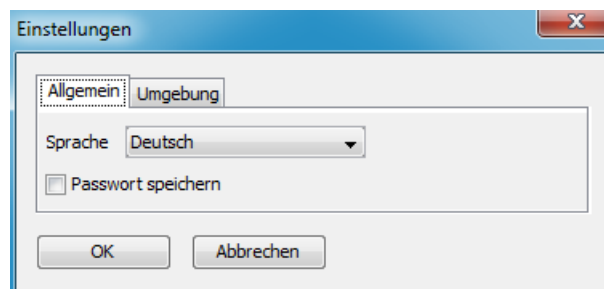 Einstellungen
Allgemein Umgebung
Sprache Deutsch
Passwort speichern
OK Abbrechen